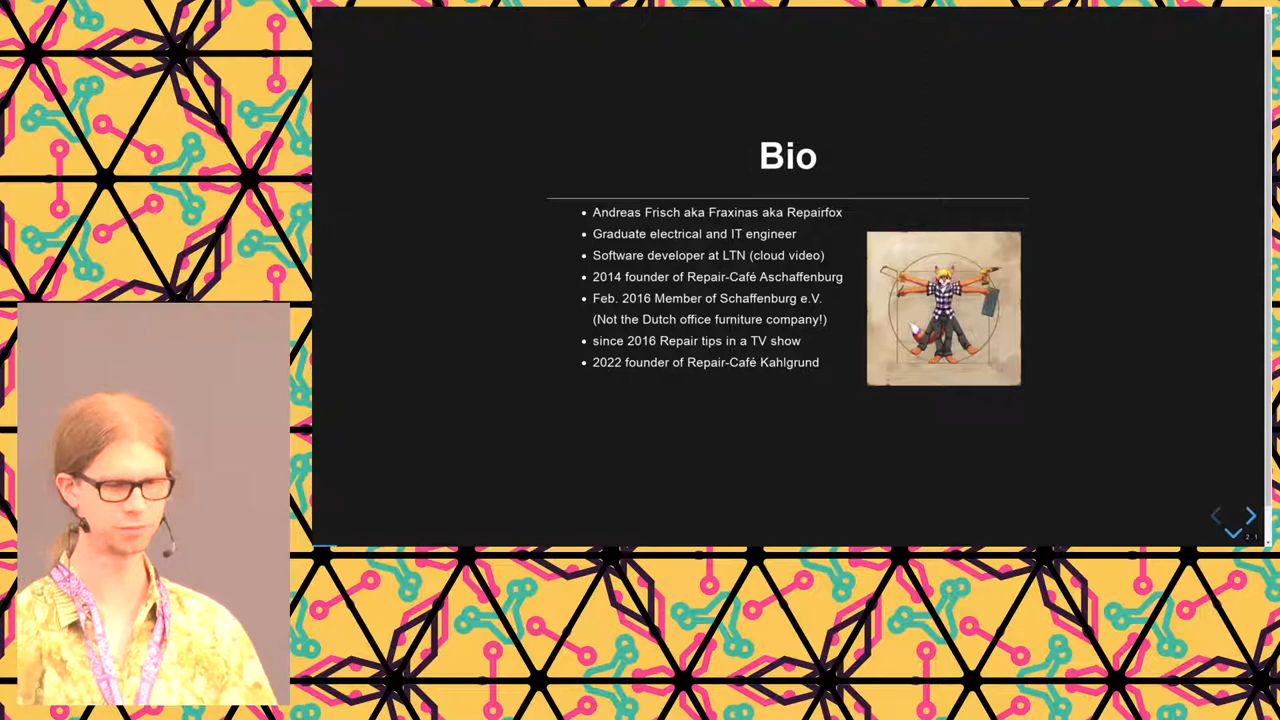 Bio
Andreas Frisch aka Fraxinas aka Repairfox
Graduate electrical and IT engineer
Software developer at LTN (cloud video)
2014 founder of Repair-Café Aschaffenburg
Feb. 2016 Member of Schaffenburg e.V.
(Not the Dutch office furniture company!)
since 2016 Repair tips in a TV show
2022 founder of Repair-Café Kahlgrund
2.1